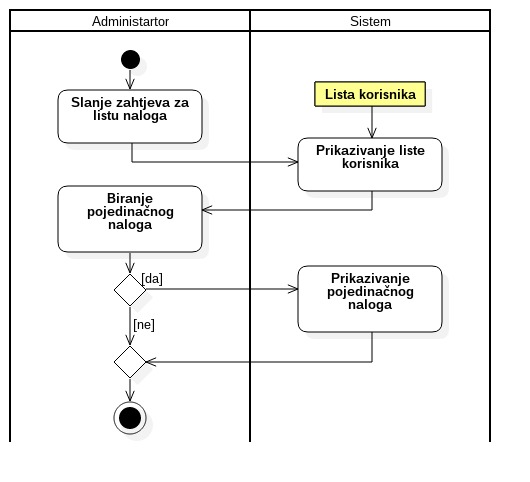 Administartor
Sistem
Slanje zahtjeva za
listu naloga
Lista korisnika
Prikazivanje liste
korisnika
Biranje
pojedinačnog
naloga
[da]
Prikazivanje
pojedinačnog
naloga
[ne]